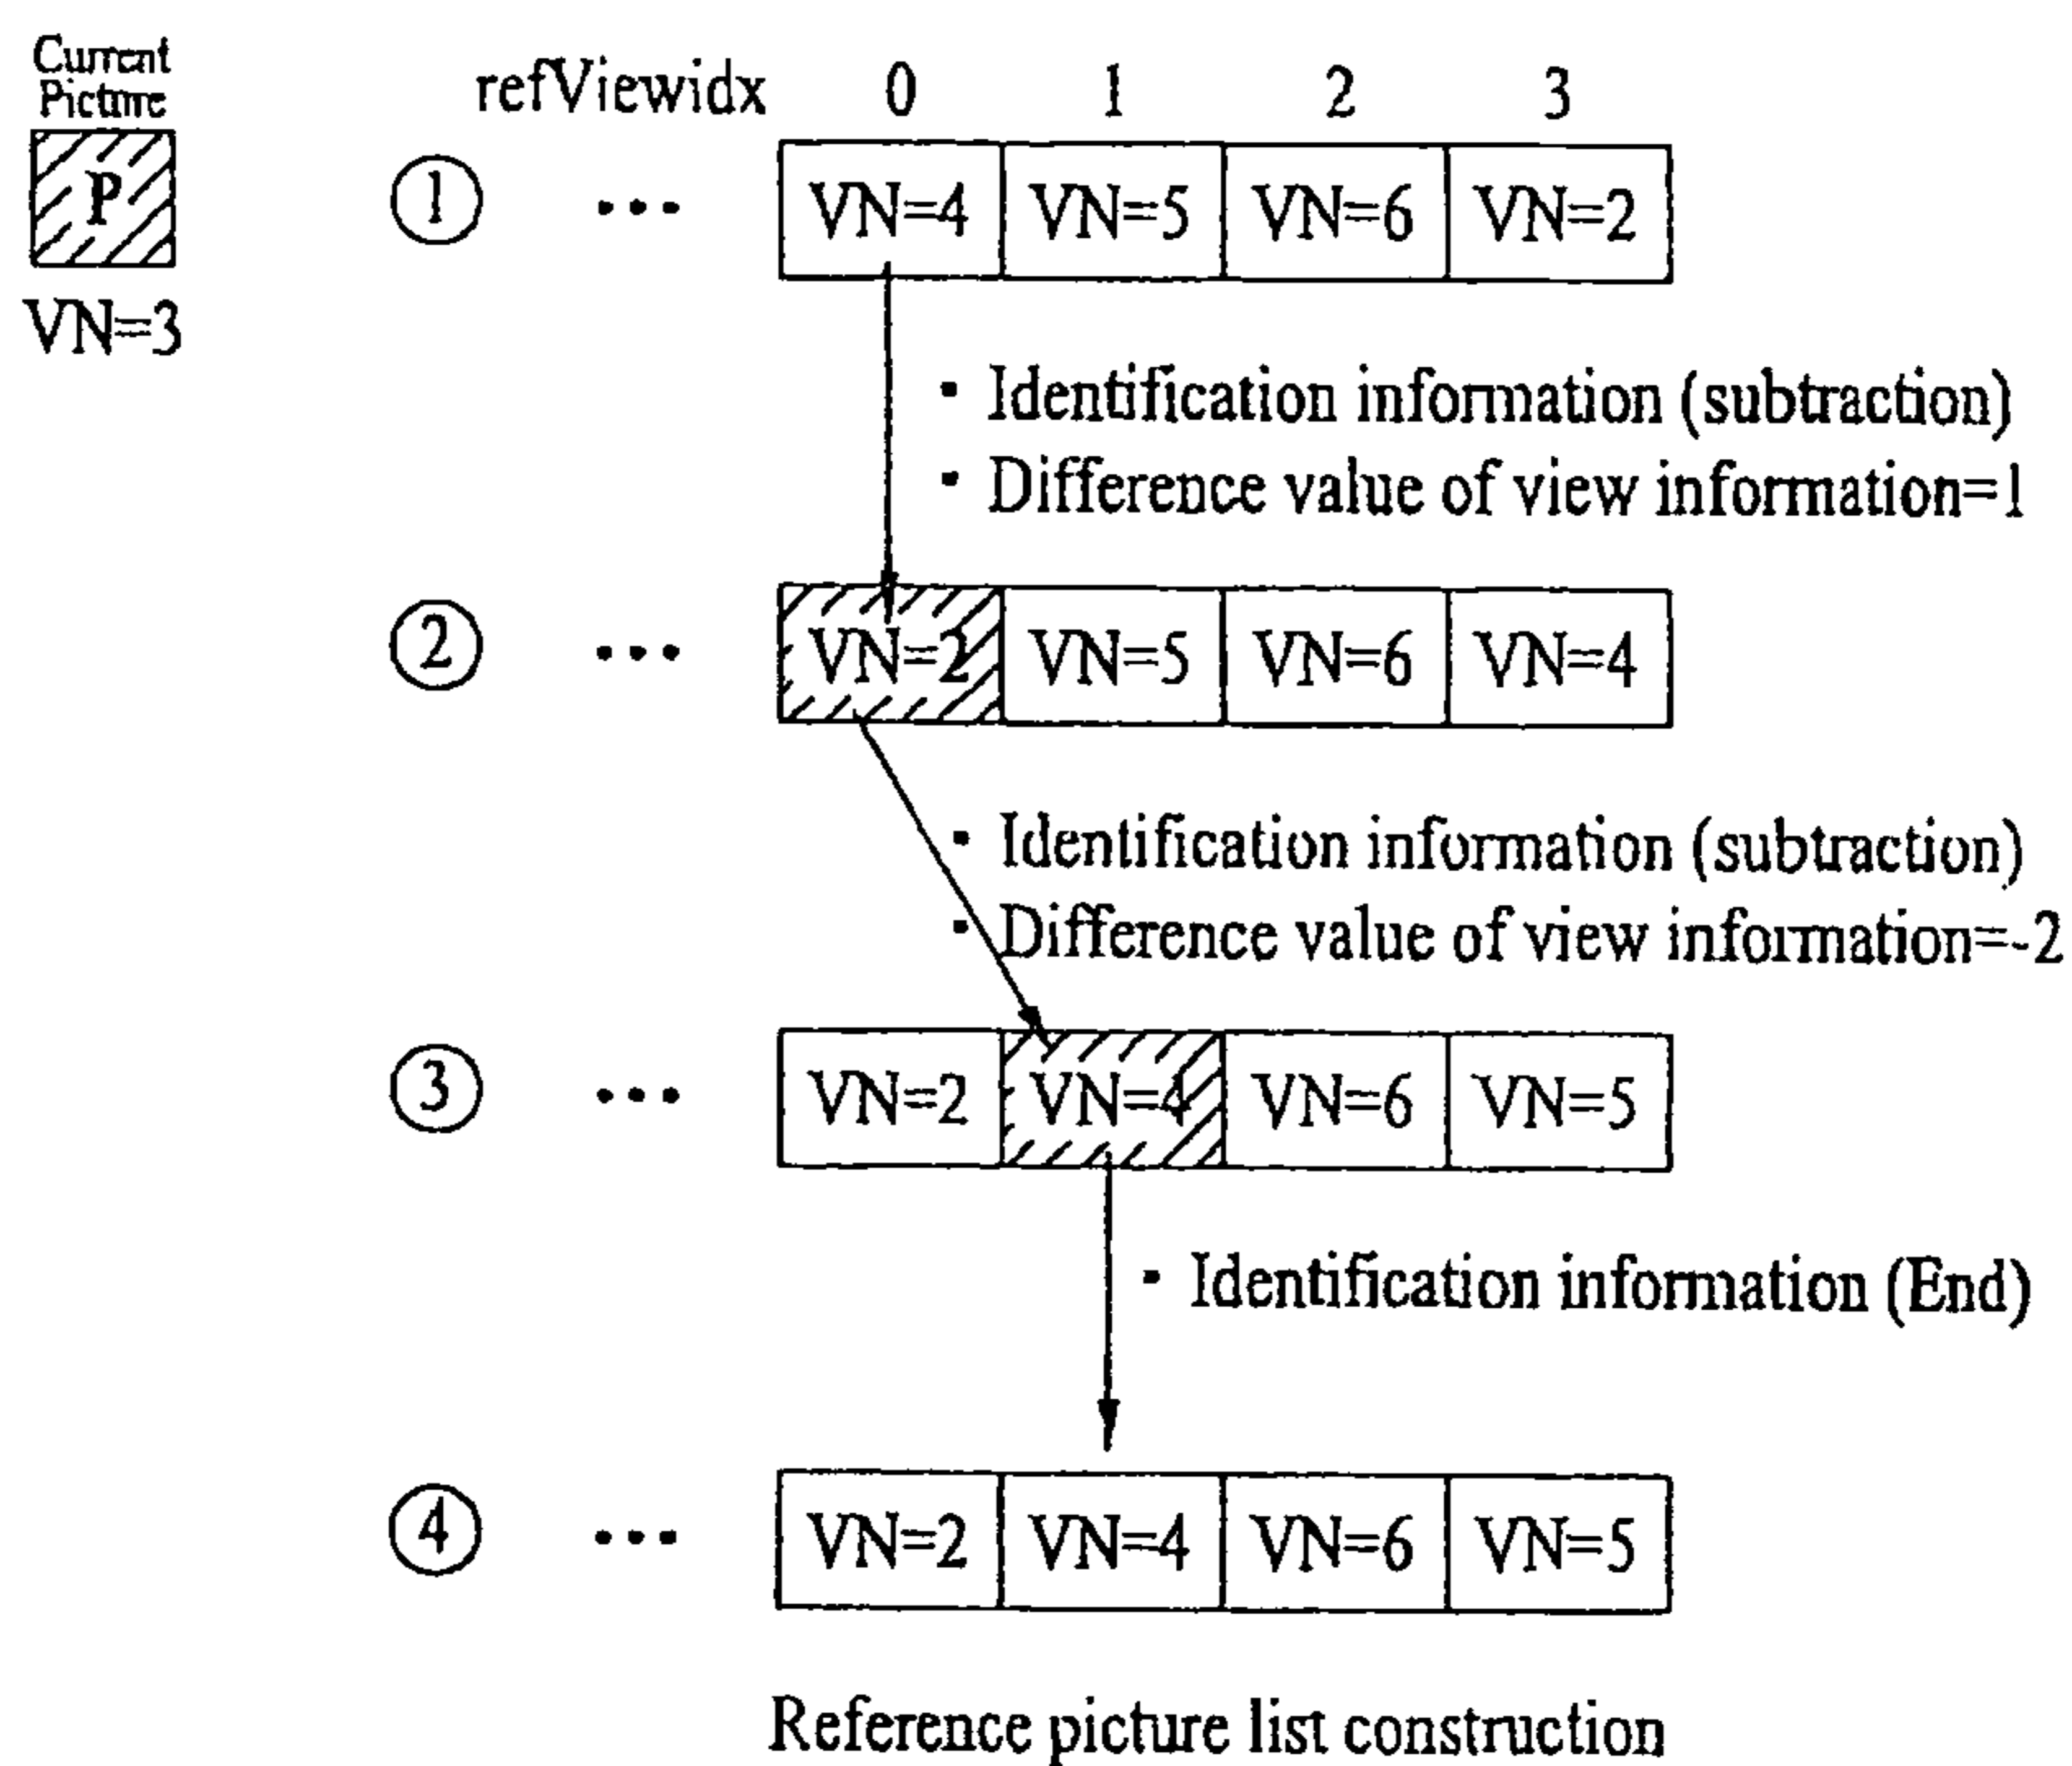 Current
Picture
P
VN=3
refViewidx 0 1 2 3
① ... VN=4 VN=5 VN=6 VN=2
· Identification information (subtraction)
· Difference value of view information=1
② ... VN=2 VN=5 VN=6 VN=4
· Identification information (subtraction)
· Difference value of view information=-2
③ ... VN=2 VN=4 VN=6 VN=5
· Identification information (End)
④ ... VN=2 VN=4 VN=6 VN=5
Reference picture list construction